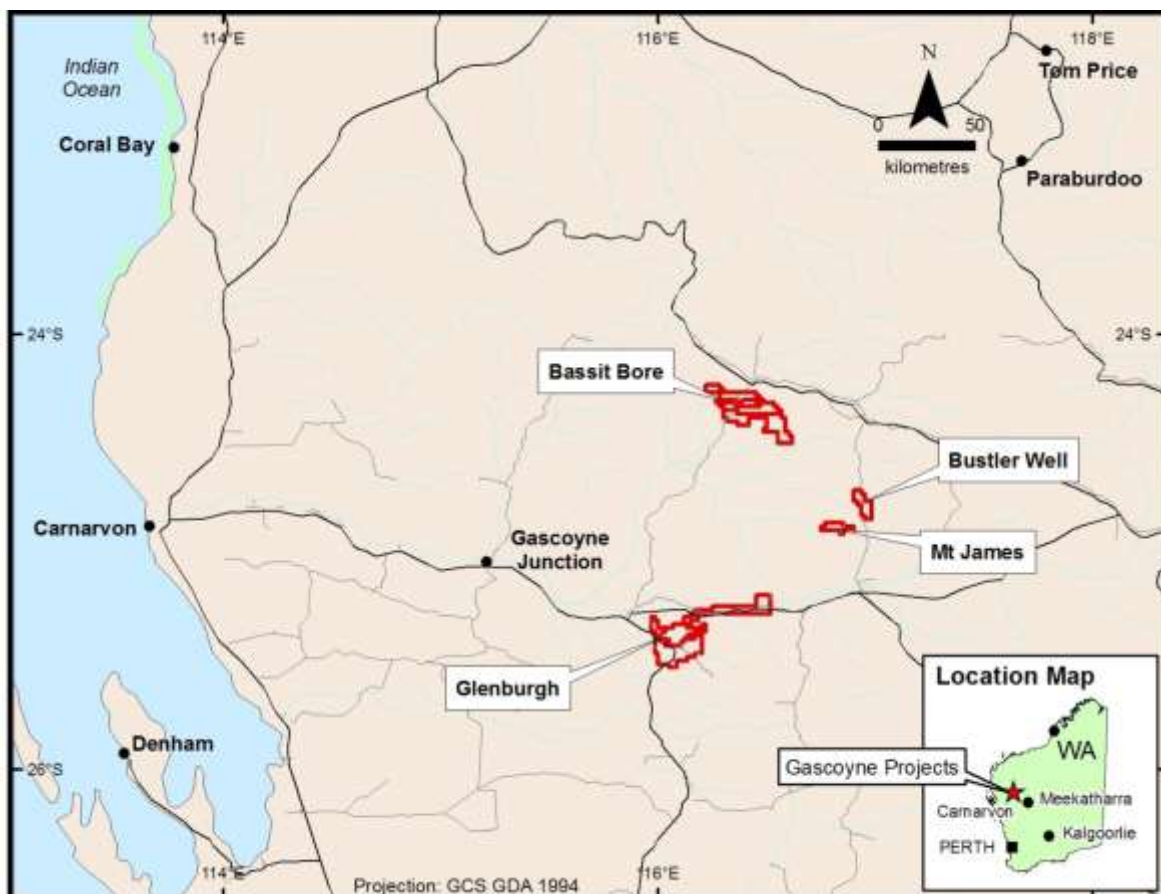 114°E
116°E
118°E
Indian
Ocean
N
Tom Price
0 50
kilometres
Coral Bay
Paraburdoo
24°S
24°S
Bassit Bore
Bustler Well
Carnarvon
Gascoyne
Junction
Mt James
Glenburgh
Denham
26°S
Location Map
WA
Gascoyne Projects
Meekatharra
Carnarvon
Kalgoorlie
PERTH
114°E
116°E
Projection: GCS GDA 1994